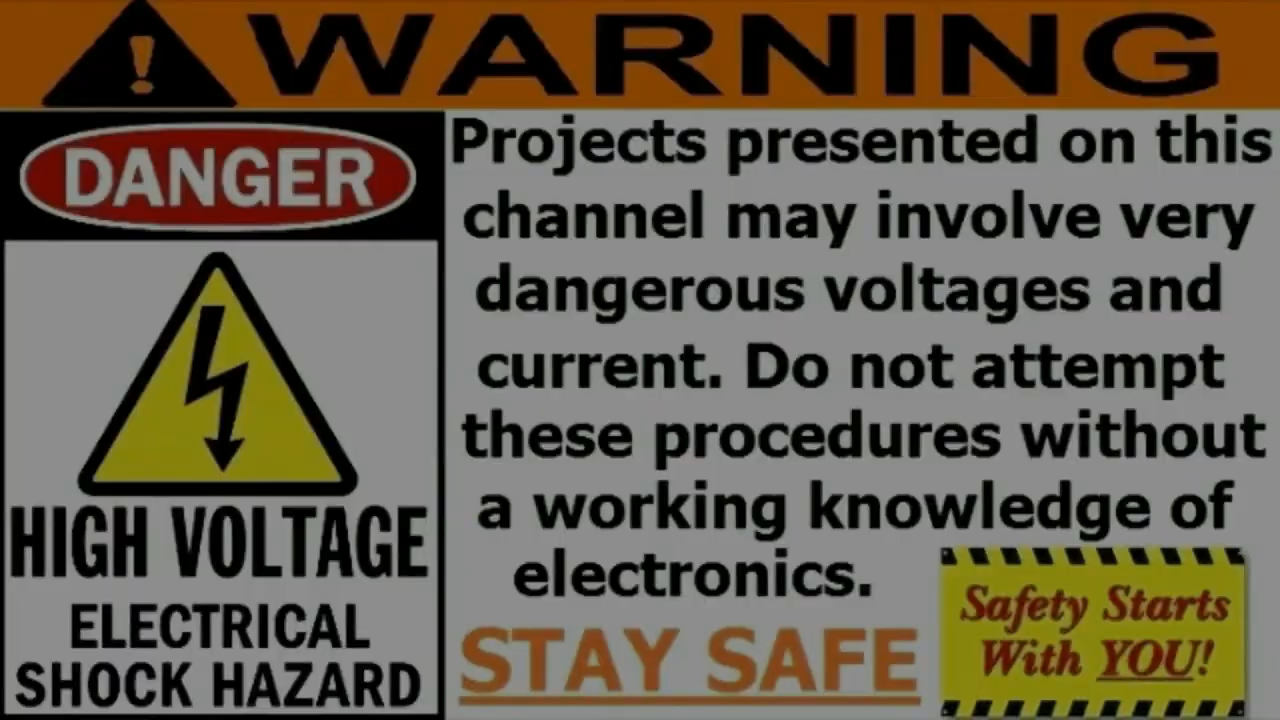 WARNING
DANGER
HIGH VOLTAGE
ELECTRICAL
SHOCK HAZARD
Projects presented on this
channel may involve very
dangerous voltages and
current. Do not attempt
these procedures without
a working knowledge of
electronics.
STAY SAFE
Safety Starts
With YOU!